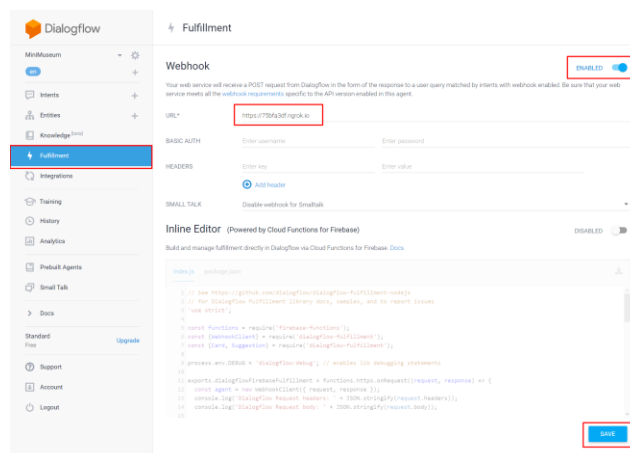 Dialogflow
Fulfillment
MiniMuseum
en
Intents
Entities
Knowledge [beta]
Fulfillment
Integrations
Training
History
Analytics
Prebuilt Agents
Small Talk
Docs
Standard
Free
Upgrade
Support
Account
Logout
Webhook
ENABLED
Your web service will receive a POST request from Dialogflow in the form of the response to a user query matched by intents with webhook enabled. Be sure that your web
service meets all the webhook requirements specific to the API version enabled in this agent.
URL*
https://75bfa3df.ngrok.io
BASIC AUTH
Enter username
Enter password
HEADERS
Enter key
Enter value
Add header
SMALL TALK
Disable webhook for Smalltalk
Inline Editor (Powered by Cloud Functions for Firebase)
DISABLED
Build and manage fulfillment directly in Dialogflow via Cloud Functions for Firebase. Docs
index.js package.json
1 // See https://github.com/dialogflow/dialogflow-fulfillment-nodejs
2 // for Dialogflow fulfillment library docs, samples, and to report issues
3 'use strict';
4
5 const functions = require('firebase-functions');
6 const {WebhookClient} = require('dialogflow-fulfillment');
7 const {Card, Suggestion} = require('dialogflow-fulfillment');
8
9 process.env.DEBUG = 'dialogflow:debug'; // enables lib debugging statements
10
11 exports.dialogflowFirebaseFulfillment = functions.https.onRequest((request, response) => {
12 const agent = new WebhookClient({ request, response });
13 console.log('Dialogflow Request headers: ' + JSON.stringify(request.headers));
14 console.log('Dialogflow Request body: ' + JSON.stringify(request.body));
15
SAVE